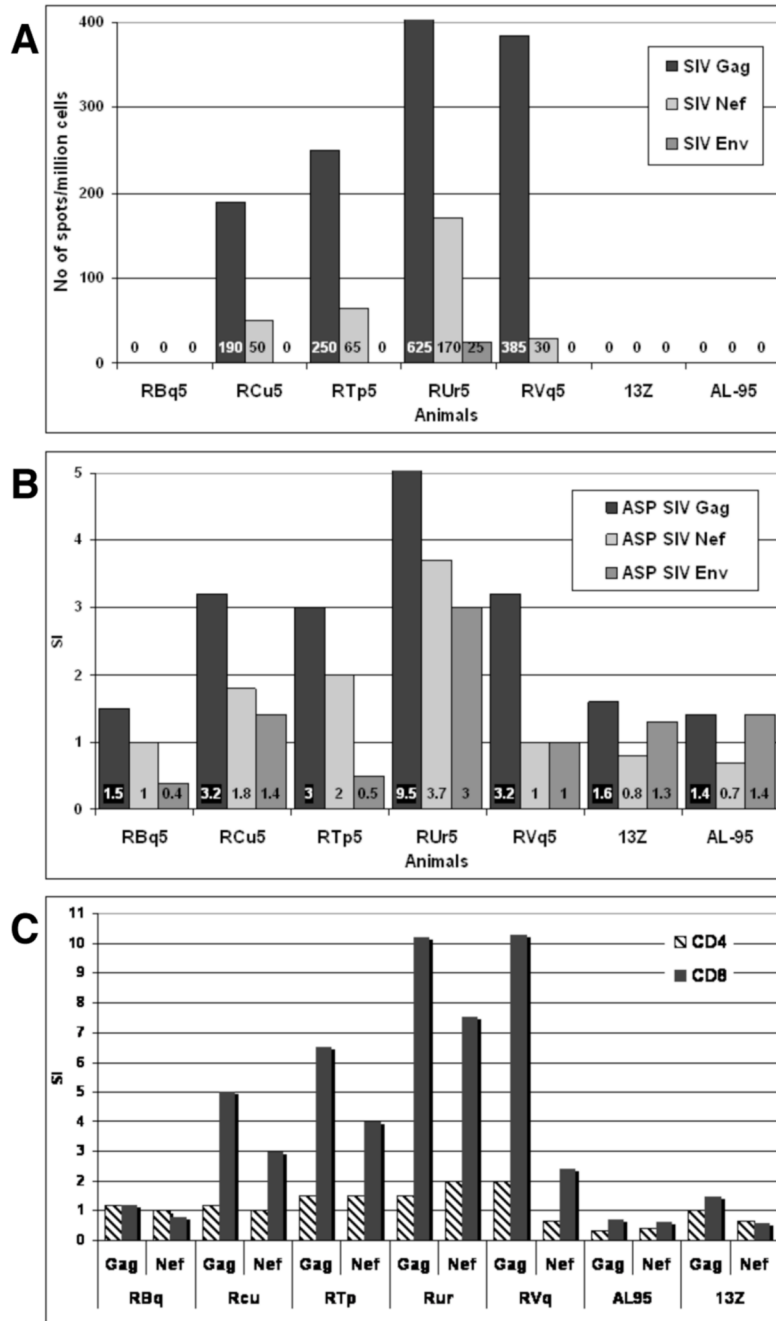 A
400
300
200
100
0
No of spots/million cells
SIV Gag
SIV Nef
SIV Env
0 0 0 190 50 0 250 65 0 625 170 25 385 30 0 0 0 0 0 0 0
RBq5 RCu5 RTp5 RUr5 RVq5 13Z AL-95
Animals
B
5
4
3
2
1
0
SI
ASP SIV Gag
ASP SIV Nef
ASP SIV Env
1.5 1 0.4 3.2 1.8 1.4 3 2 0.5 9.5 3.7 3 3.2 1 1 1.6 0.8 1.3 1.4 0.7 1.4
RBq5 RCu5 RTp5 RUr5 RVq5 13Z AL-95
Animals
C
11
10
9
8
7
6
5
4
3
2
1
0
SI
CD4
CD8
Gag Nef Gag Nef Gag Nef Gag Nef Gag Nef Gag Nef Gag Nef
RBq Rcu RTp Rur RVq AL95 13Z